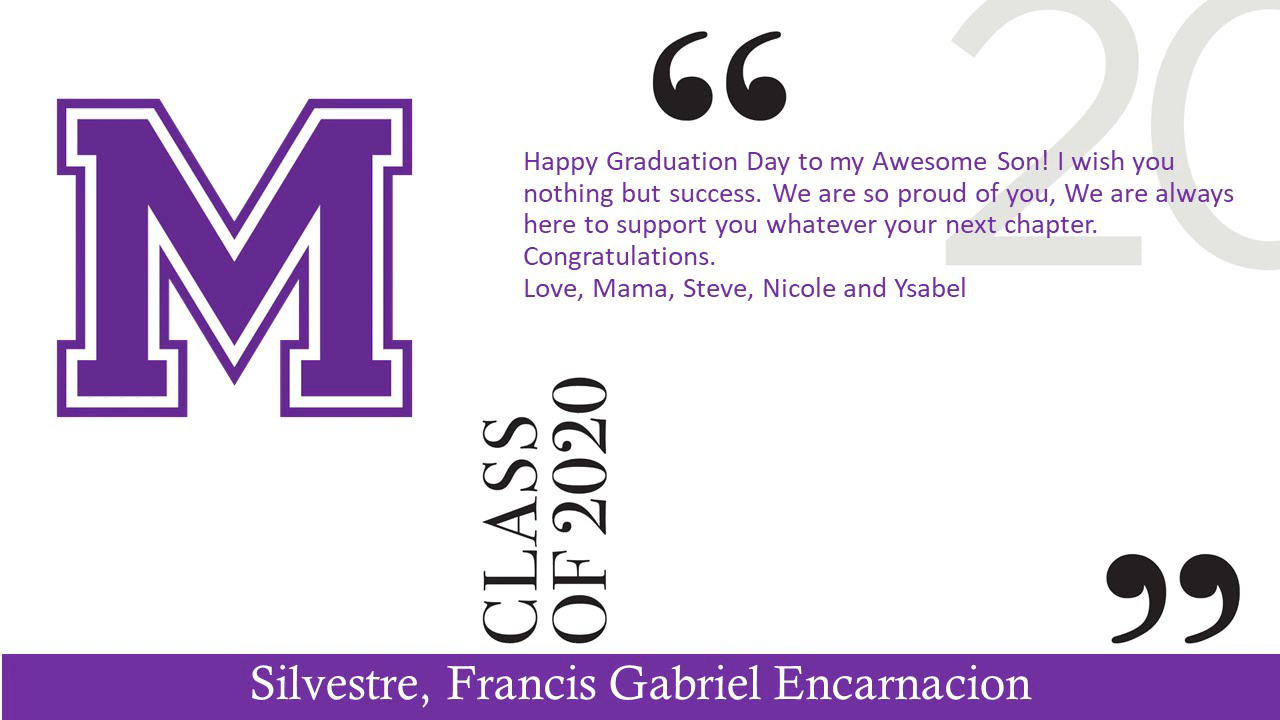 20
“
Happy Graduation Day to my Awesome Son! I wish you
nothing but success. We are so proud of you, We are always
here to support you whatever your next chapter.
Congratulations.
Love, Mama, Steve, Nicole and Ysabel
”
M
CLASS
OF 2020
Silvestre, Francis Gabriel Encarnacion